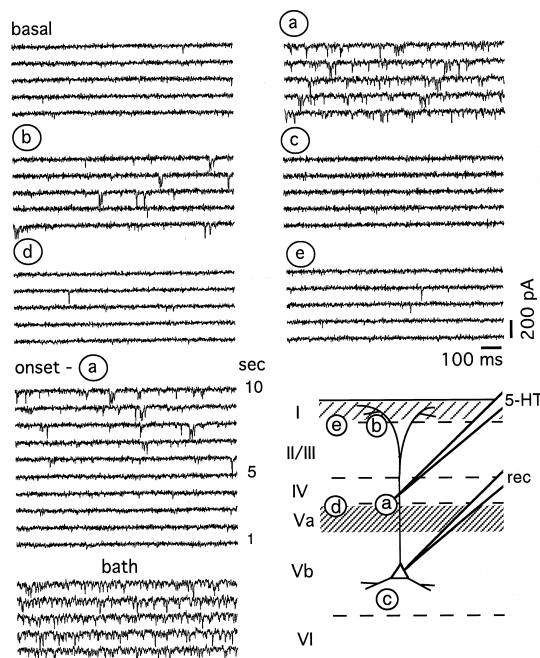 basal
a
b
c
d
e
200 pA
100 ms
onset - a
sec
10
5
1
bath
I
II/III
IV
Va
Vb
VI
e
b
d
a
c
5-HT
rec